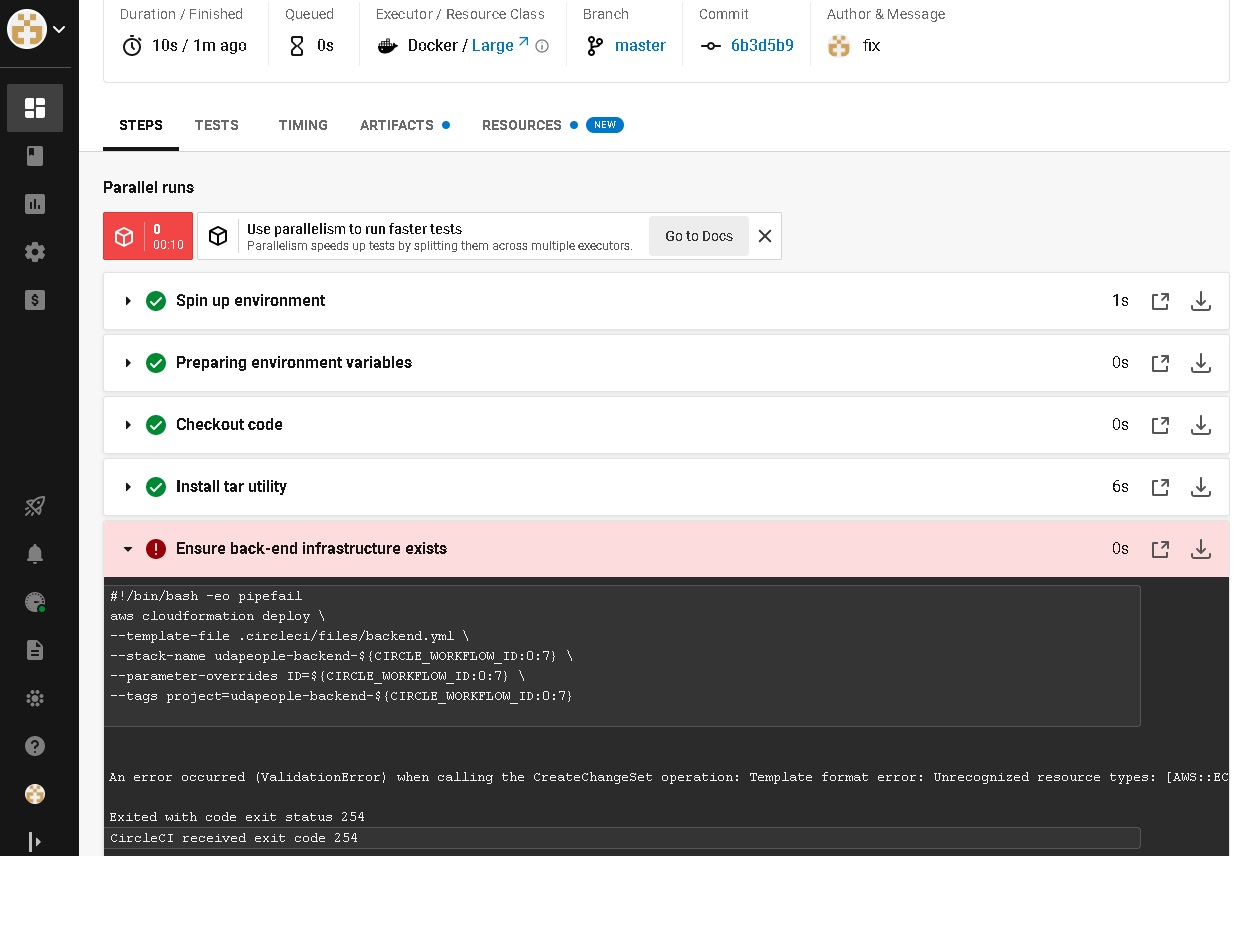 Duration / Finished
Queued
Executor / Resource Class
Branch
Commit
Author & Message
10s / 1m ago
0s
Docker / Large
master
6b3d5b9
fix
STEPS
TESTS
TIMING
ARTIFACTS
RESOURCES
NEW
Parallel runs
0
00:10
Use parallelism to run faster tests
Parallelism speeds up tests by splitting them across multiple executors.
Go to Docs
Spin up environment
1s
Preparing environment variables
0s
Checkout code
0s
Install tar utility
6s
Ensure back-end infrastructure exists
0s
#!/bin/bash -eo pipefail
aws cloudformation deploy \
--template-file .circleci/files/backend.yml \
--stack-name udapeople-backend-${CIRCLE_WORKFLOW_ID:0:7} \
--parameter-overrides ID=${CIRCLE_WORKFLOW_ID:0:7} \
--tags project=udapeople-backend-${CIRCLE_WORKFLOW_ID:0:7}
An error occurred (ValidationError) when calling the CreateChangeSet operation: Template format error: Unrecognized resource types: [AWS::EC
Exited with code exit status 254
CircleCI received exit code 254